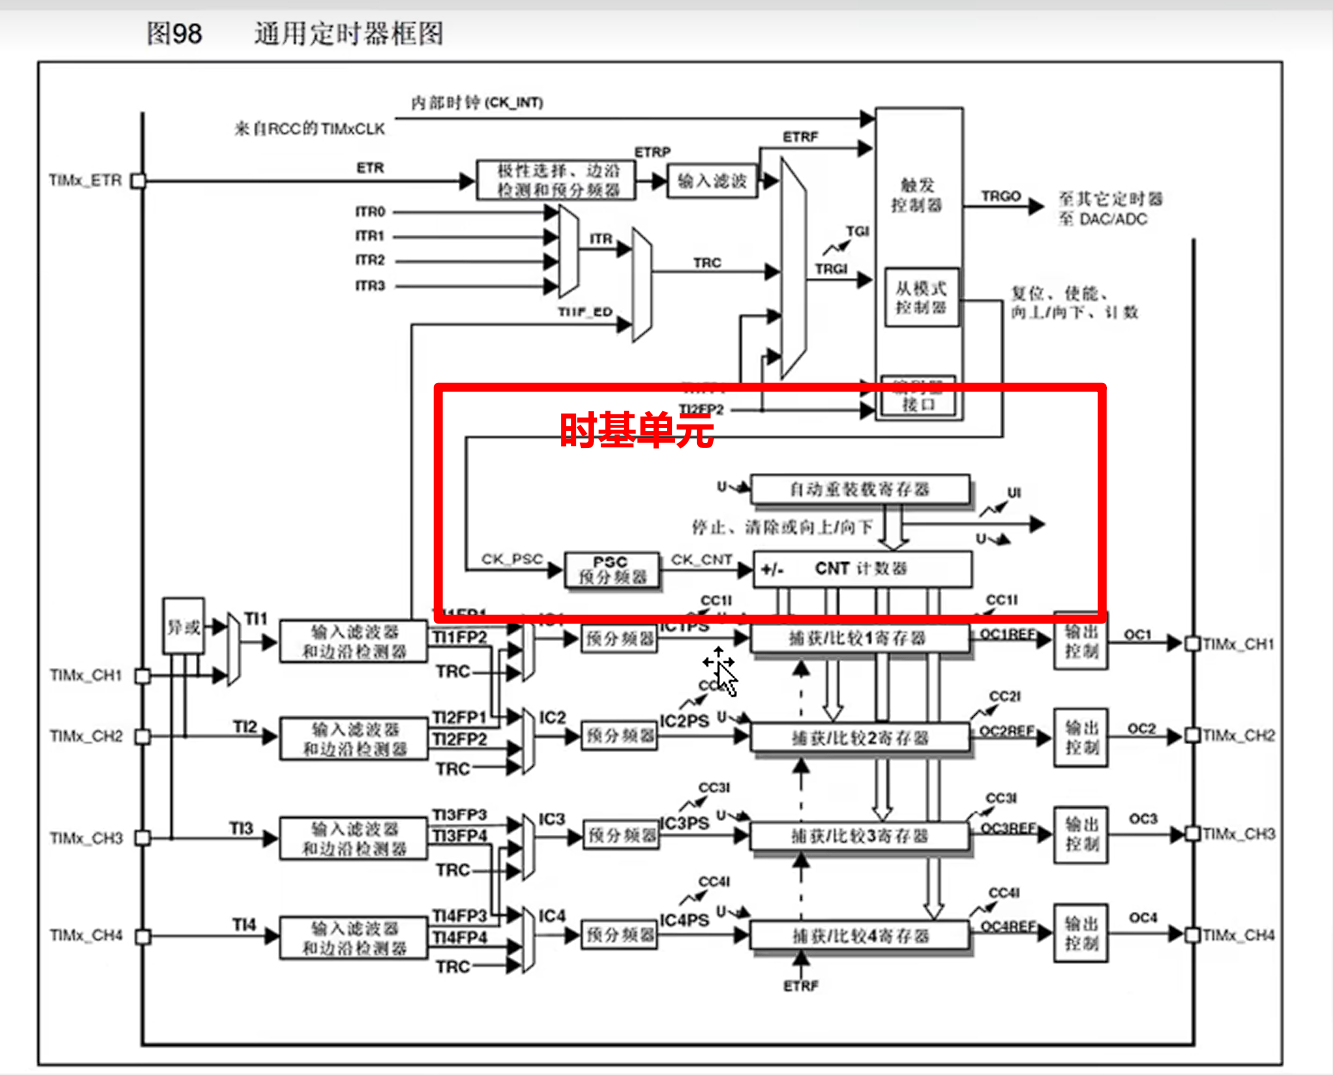 图98 通用定时器框图
内部时钟 (CK_INT)
来自RCC的TIMxCLK
ETRF
TIMx_ETR
ETR
极性选择、边沿
检测和预分频器
ETRP
输入滤波
触发
控制器
TRGO
至其它定时器
至 DAC/ADC
ITR0
ITR1
ITR2
ITR3
ITR
TRC
TGI
TRGI
从模式
控制器
复位、使能、
向上/向下、计数
TI1F_ED
TI2FP2
接口
时基单元
U
自动重装载寄存器
UI
停止、清除或向上/向下
U
CK_PSC
PSC
预分频器
CK_CNT
+/- CNT 计数器
异或
TI1
输入滤波器
和边沿检测器
TI1FP1
TI1FP2
TRC
预分频器
CC1I
IC1PS
捕获/比较1寄存器
CC1I
OC1REF
输出
控制
OC1
TIMx_CH1
TIMx_CH1
TIMx_CH2
TI2
输入滤波器
和边沿检测器
TI2FP1
TI2FP2
TRC
IC2
预分频器
IC2PS
U
捕获/比较2寄存器
CC2I
OC2REF
输出
控制
OC2
TIMx_CH2
TIMx_CH3
TI3
输入滤波器
和边沿检测器
TI3FP3
TI3FP4
TRC
IC3
预分频器
CC3I
IC3PS
U
捕获/比较3寄存器
CC3I
OC3REF
输出
控制
OC3
TIMx_CH3
TIMx_CH4
TI4
输入滤波器
和边沿检测器
TI4FP3
TI4FP4
TRC
IC4
预分频器
CC4I
IC4PS
U
捕获/比较4寄存器
CC4I
OC4REF
输出
控制
OC4
TIMx_CH4
ETRF